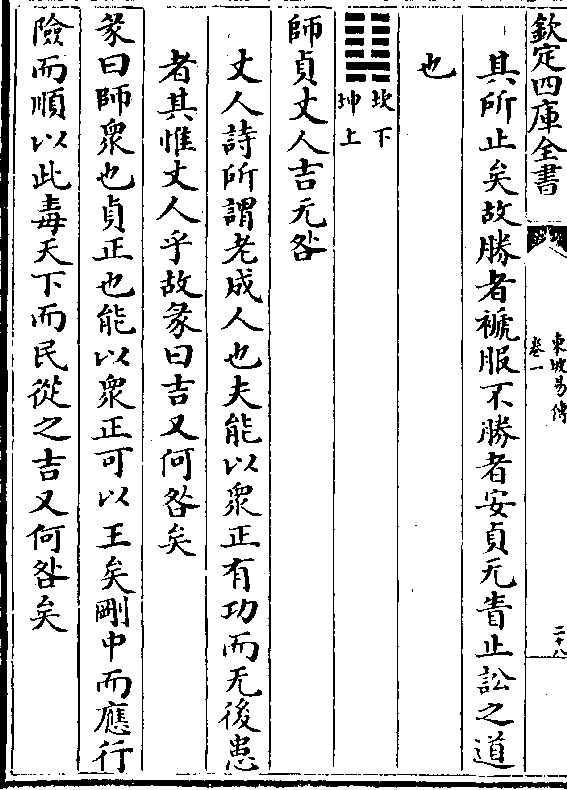 欽定四庫全書
東坡易傳
卷一
二十八
其所止矣故勝者褫服不勝者安貞无眚止訟之道
也
坎下
坤上
師貞丈人吉无咎
丈人詩所謂老成人也夫能以衆正有功而无後患
者其惟丈人乎故彖曰吉又何咎矣
彖曰師衆也貞正也能以衆正可以王矣剛中而應行
險而順以此毒天下而民從之吉又何咎矣